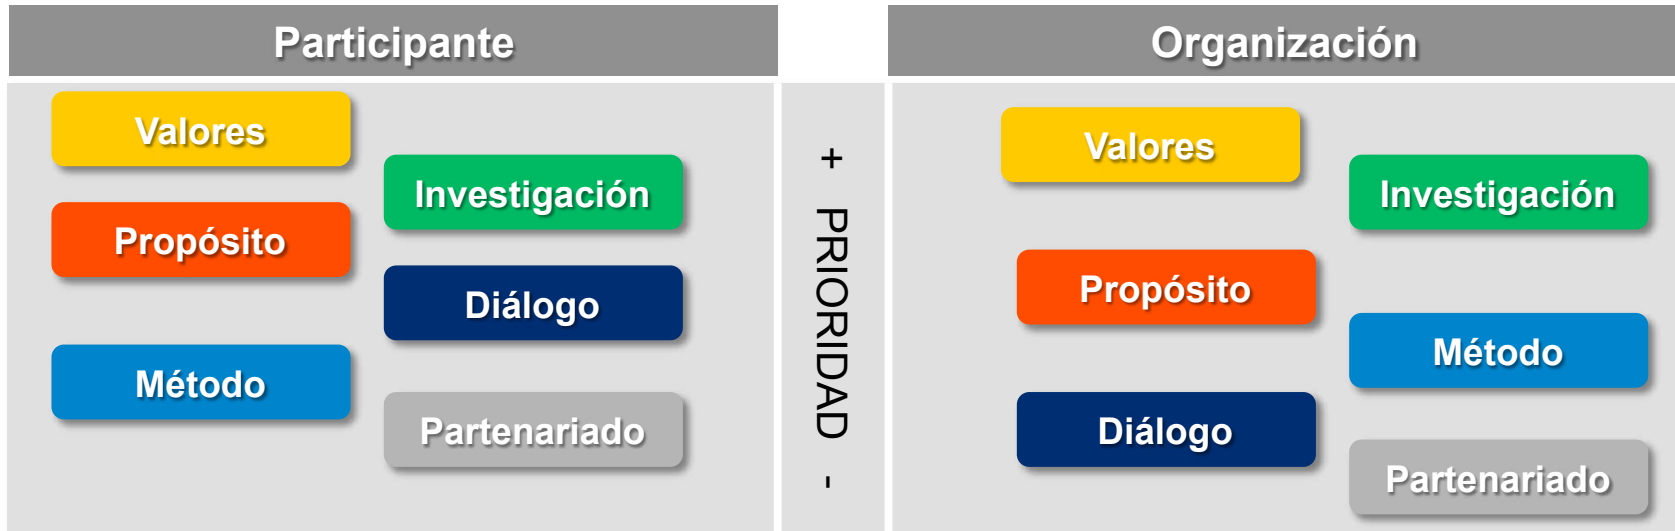 Participante
Organización
Valores
Investigación
Propósito
Diálogo
Método
Partenariado
+ PRIORIDAD -
Valores
Investigación
Propósito
Método
Diálogo
Partenariado